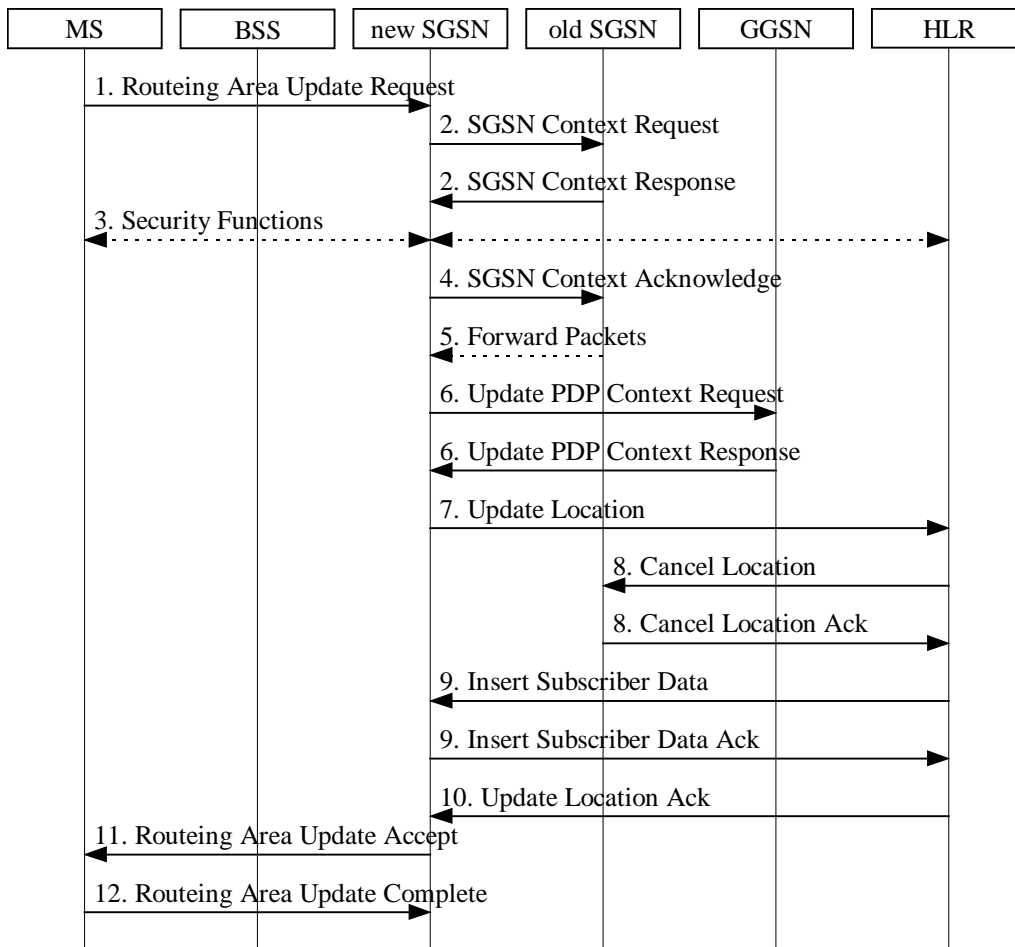 MS BSS new SGSN old SGSN GGSN HLR
1. Routeing Area Update Request
2. SGSN Context Request
2. SGSN Context Response
3. Security Functions
4. SGSN Context Acknowledge
5. Forward Packets
6. Update PDP Context Request
6. Update PDP Context Response
7. Update Location
8. Cancel Location
8. Cancel Location Ack
9. Insert Subscriber Data
9. Insert Subscriber Data Ack
10. Update Location Ack
11. Routeing Area Update Accept
12. Routeing Area Update Complete